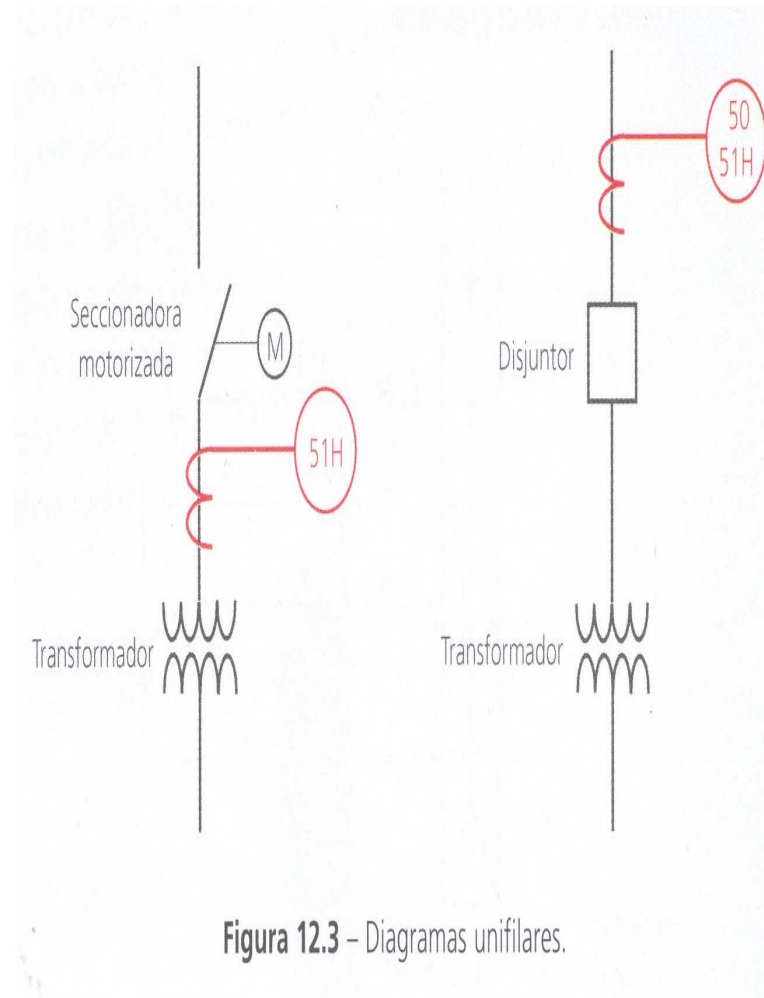 Seccionadora
motorizada
M
51H
Transformador
50
51H
Disjuntor
Transformador
Figura 12.3 – Diagramas unifilares.